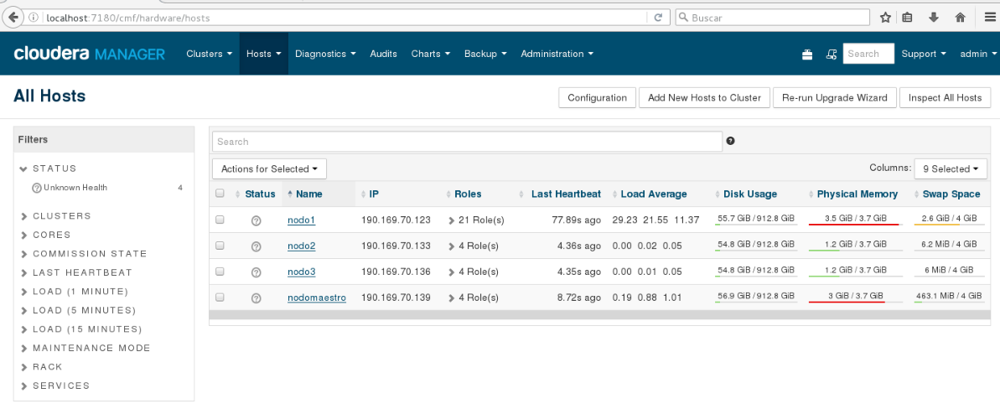 localhost:7180/cmf/hardware/hosts
Buscar
cloudera MANAGER Clusters Hosts Diagnostics Audits Charts Backup Administration Search Support admin
All Hosts
Configuration Add New Hosts to Cluster Re-run Upgrade Wizard Inspect All Hosts
Filters
STATUS
Unknown Health 4
CLUSTERS
CORES
COMMISSION STATE
LAST HEARTBEAT
LOAD (1 MINUTE)
LOAD (5 MINUTES)
LOAD (15 MINUTES)
MAINTENANCE MODE
RACK
SERVICES
Search
Actions for Selected Columns: 9 Selected
Status Name IP Roles Last Heartbeat Load Average Disk Usage Physical Memory Swap Space
nodo1 190.169.70.123 21 Role(s) 77.89s ago 29.23 21.55 11.37 55.7 GiB / 912.8 GiB 3.5 GiB / 3.7 GiB 2.6 GiB / 4 GiB
nodo2 190.169.70.133 4 Role(s) 4.36s ago 0.00 0.02 0.05 54.8 GiB / 912.8 GiB 1.2 GiB / 3.7 GiB 6.2 MiB / 4 GiB
nodo3 190.169.70.136 4 Role(s) 4.35s ago 0.00 0.01 0.05 54.8 GiB / 912.8 GiB 1.2 GiB / 3.7 GiB 6 MiB / 4 GiB
nodomaestro 190.169.70.139 4 Role(s) 8.72s ago 0.19 0.88 1.01 56.9 GiB / 912.8 GiB 3 GiB / 3.7 GiB 463.1 MiB / 4 GiB